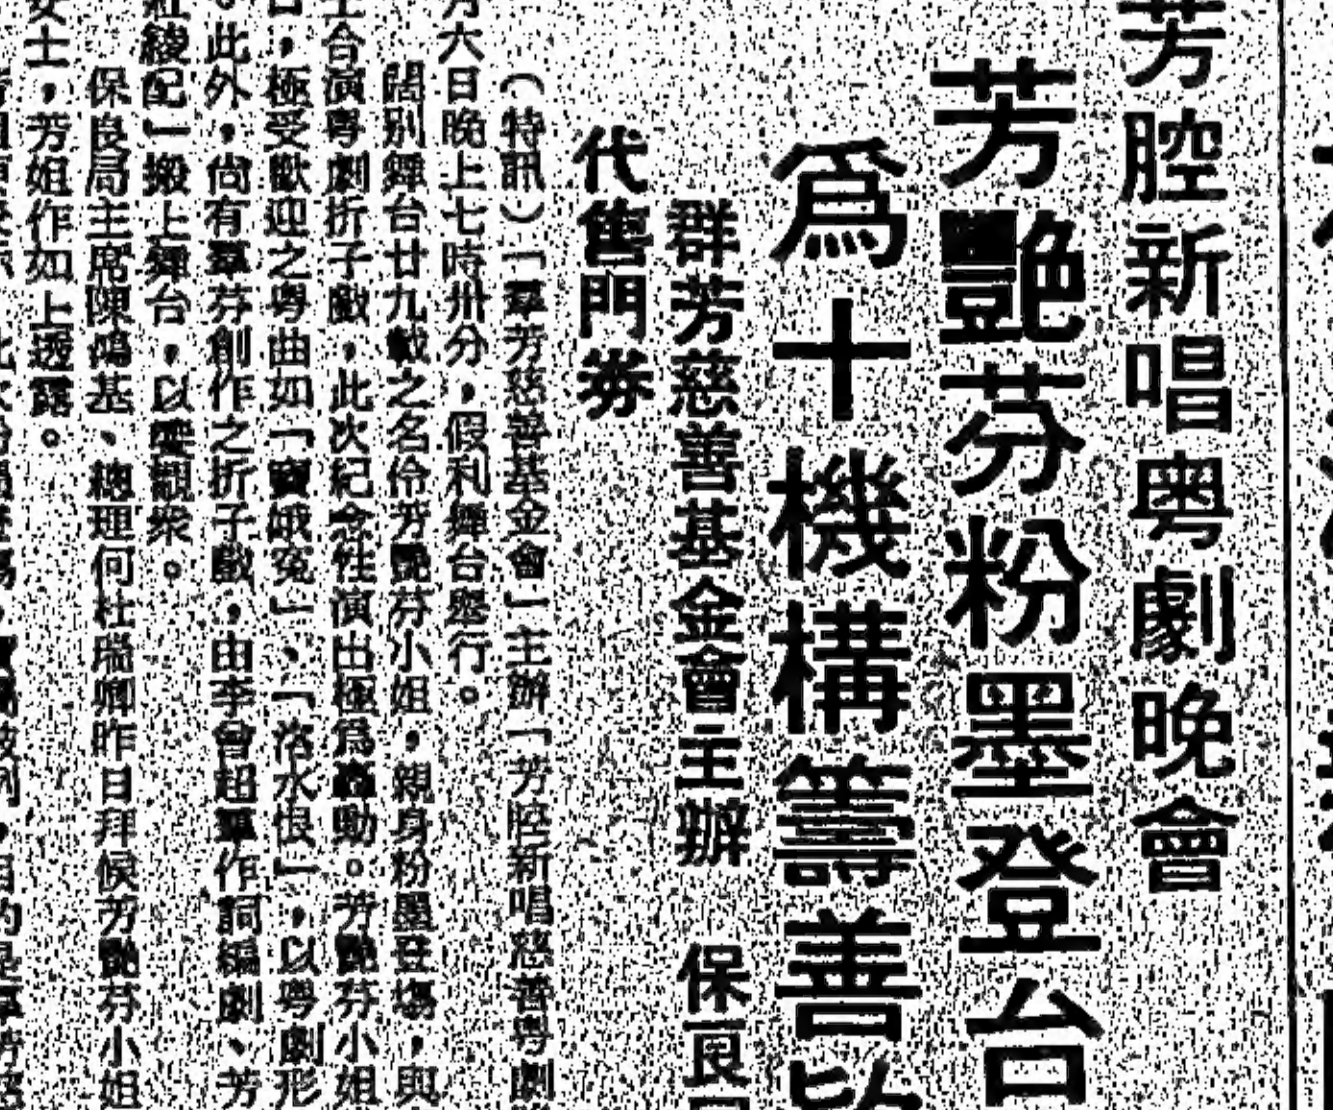 芳腔新唱粵劇晚會
芳艷芬粉墨登台
爲十機構籌善
群芳慈善基金會主辦 保良
代售門券
（特訊）「羣芳慈善基金會」主辦「芳腔新唱慈善粵劇
月六日晚上七時卅分，假利舞台舉行。
闊別舞台廿九載之名伶芳艷芬小姐，親身粉墨登場，與
合演粵劇折子戲，此次紀念性演出極爲轟動。芳艷芬小姐
，極受歡迎之粵曲如「竇娥冤」、「洛水恨」，以粵劇形
。此外，尚有羣芬創作之折子戲，由李曾超羣作詞編劇、芳
綾配」搬上舞台，以饗觀衆。
保良局主席陳鴻基、總理何杜瑞卿昨日拜候芳艷芬小姐
女士，芳姐作如上透露。